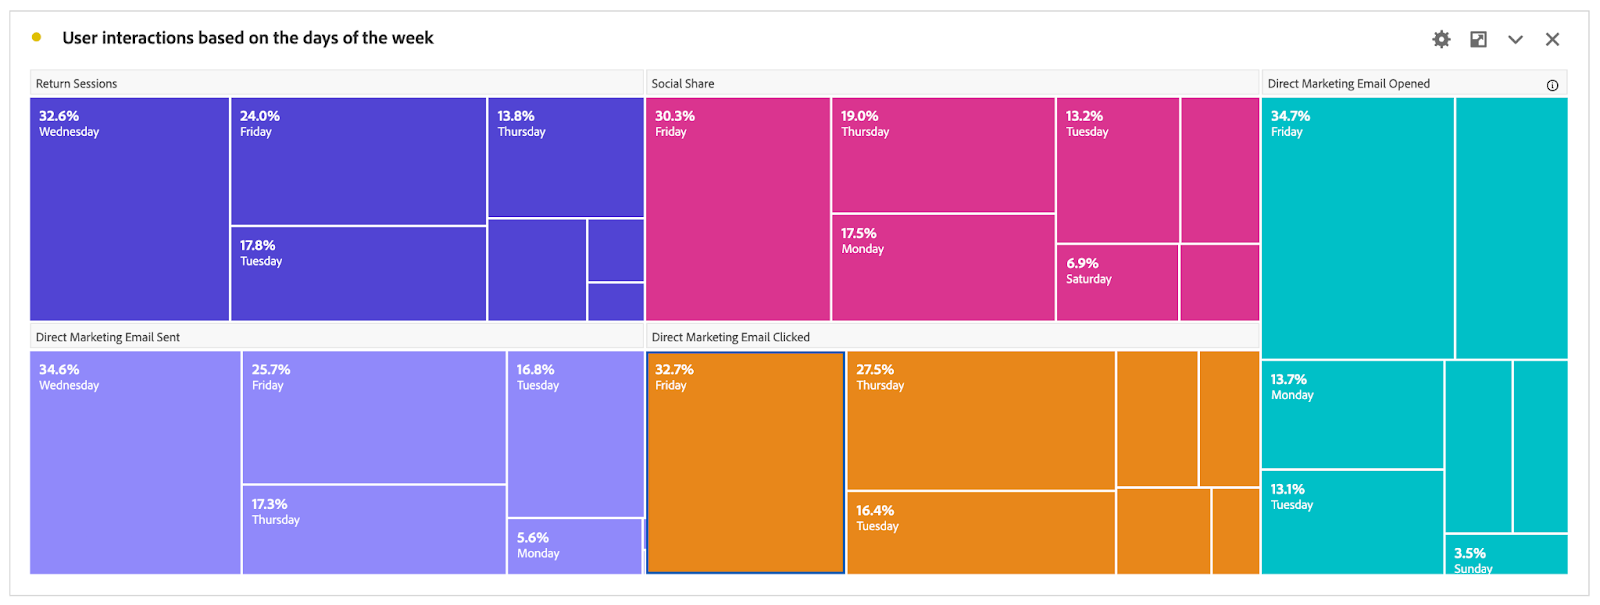 User interactions based on the days of the week
Return Sessions
32.6%
Wednesday
24.0%
Friday
13.8%
Thursday
17.8%
Tuesday
Social Share
30.3%
Friday
19.0%
Thursday
13.2%
Tuesday
17.5%
Monday
6.9%
Saturday
Direct Marketing Email Opened
34.7%
Friday
13.7%
Monday
13.1%
Tuesday
3.5%
Sunday
Direct Marketing Email Sent
34.6%
Wednesday
25.7%
Friday
16.8%
Tuesday
17.3%
Thursday
5.6%
Monday
Direct Marketing Email Clicked
32.7%
Friday
27.5%
Thursday
16.4%
Tuesday